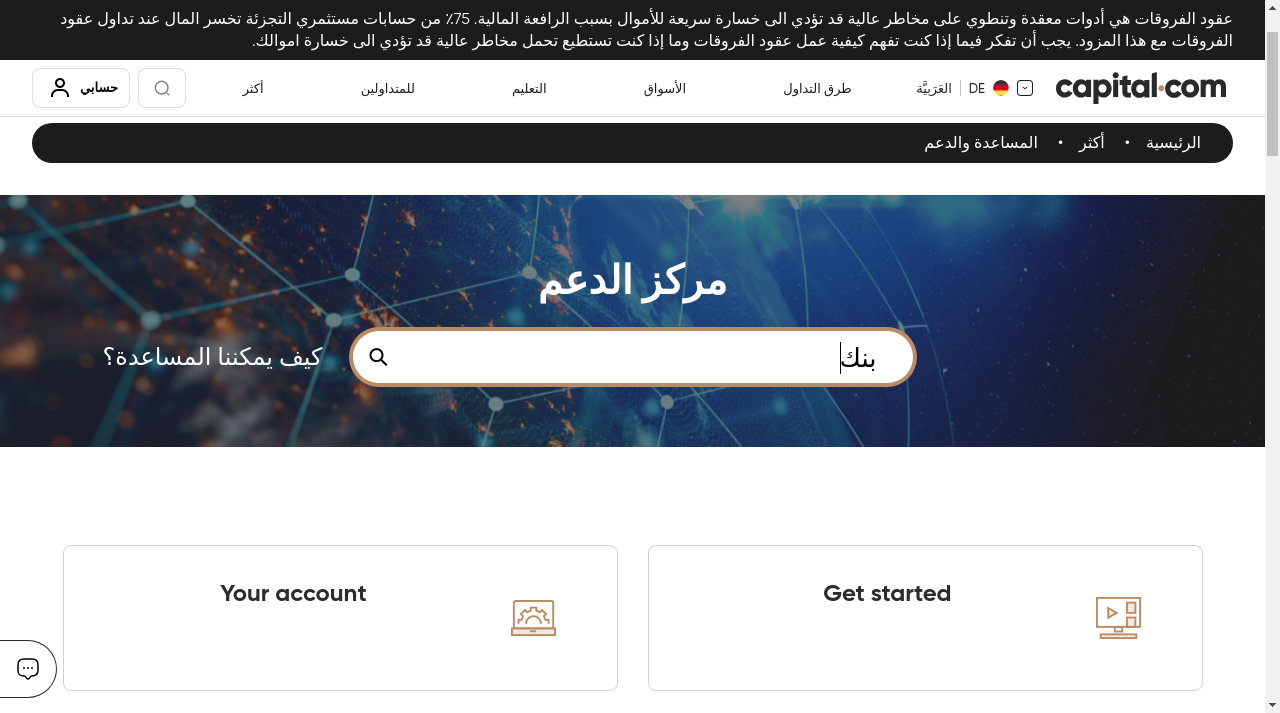 عقود الفروقات هي أدوات معقدة وتنطوي على مخاطر عالية قد تؤدي الى خسارة سريعة للأموال بسبب الرافعة المالية. 75٪ من حسابات مستثمري التجزئة تخسر المال عند تداول عقود
الفروقات مع هذا المزود. يجب أن تفكر فيما إذا كنت تفهم كيفية عمل عقود الفروقات وما إذا كنت تستطيع تحمل مخاطر عالية قد تؤدي الى خسارة اموالك.
capital.com
DE | العَرَبيَّة
طرق التداول
الأسواق
التعليم
للمتداولين
أكثر
حسابي
الرئيسية • أكثر • المساعدة والدعم
مركز الدعم
بنك
كيف يمكننا المساعدة؟
Get started
Your account